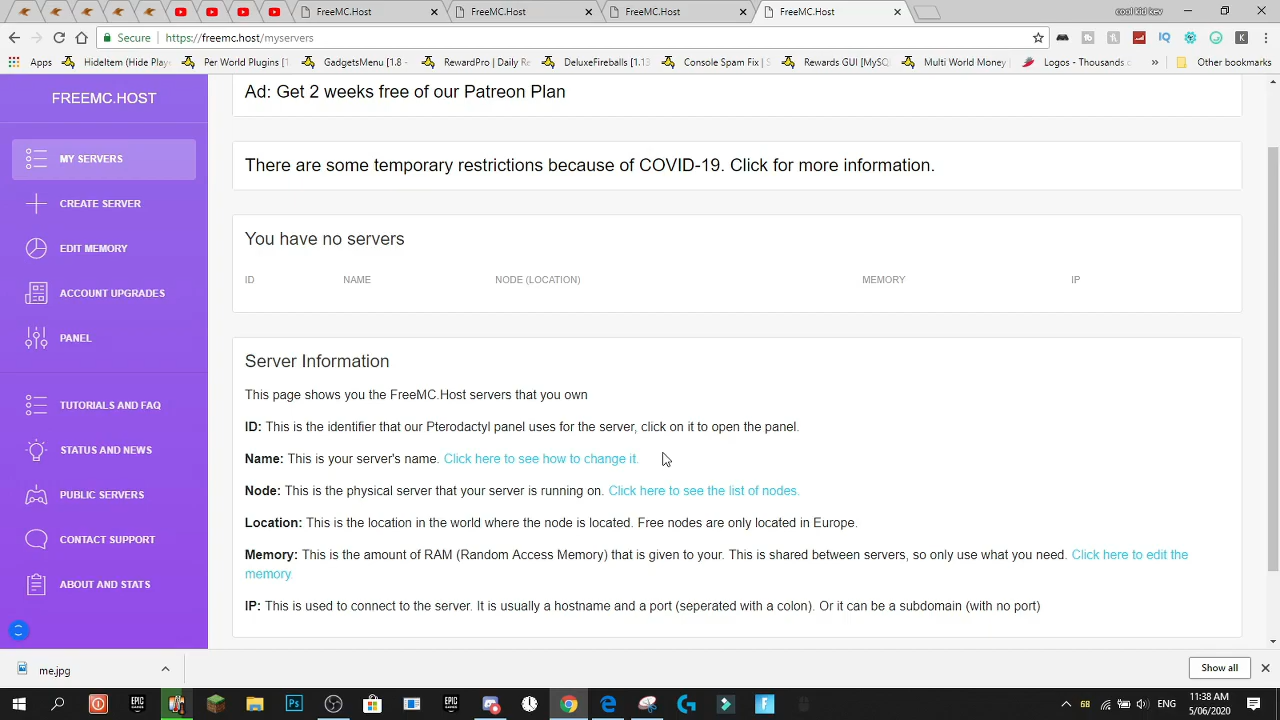 FreeMC.Host
FreeMC.Host
FreeMC.Host
FreeMC.Host
cool kid kev
Secure
https://freemc.host/myservers
Apps
HideItem (Hide Play
Per World Plugins [1
GadgetsMenu [1.8 -
RewardPro | Daily Re
DeluxeFireballs [1.13
Console Spam Fix | S
Rewards GUI [MySQ
Multi World Money |
Logos - Thousands o
Other bookmarks
FREEMC.HOST
MY SERVERS
CREATE SERVER
EDIT MEMORY
ACCOUNT UPGRADES
PANEL
TUTORIALS AND FAQ
STATUS AND NEWS
PUBLIC SERVERS
CONTACT SUPPORT
ABOUT AND STATS
Ad: Get 2 weeks free of our Patreon Plan
There are some temporary restrictions because of COVID-19. Click for more information.
You have no servers
ID NAME NODE (LOCATION) MEMORY IP
Server Information
This page shows you the FreeMC.Host servers that you own
ID: This is the identifier that our Pterodactyl panel uses for the server, click on it to open the panel.
Name: This is your server's name. Click here to see how to change it.
Node: This is the physical server that your server is running on. Click here to see the list of nodes.
Location: This is the location in the world where the node is located. Free nodes are only located in Europe.
Memory: This is the amount of RAM (Random Access Memory) that is given to your. This is shared between servers, so only use what you need. Click here to edit the
memory.
IP: This is used to connect to the server. It is usually a hostname and a port (seperated with a colon). Or it can be a subdomain (with no port)
me.jpg
Show all
EPIC GAMES
Ps
EPIC GAMES
68
ENG
11:38 AM
5/06/2020